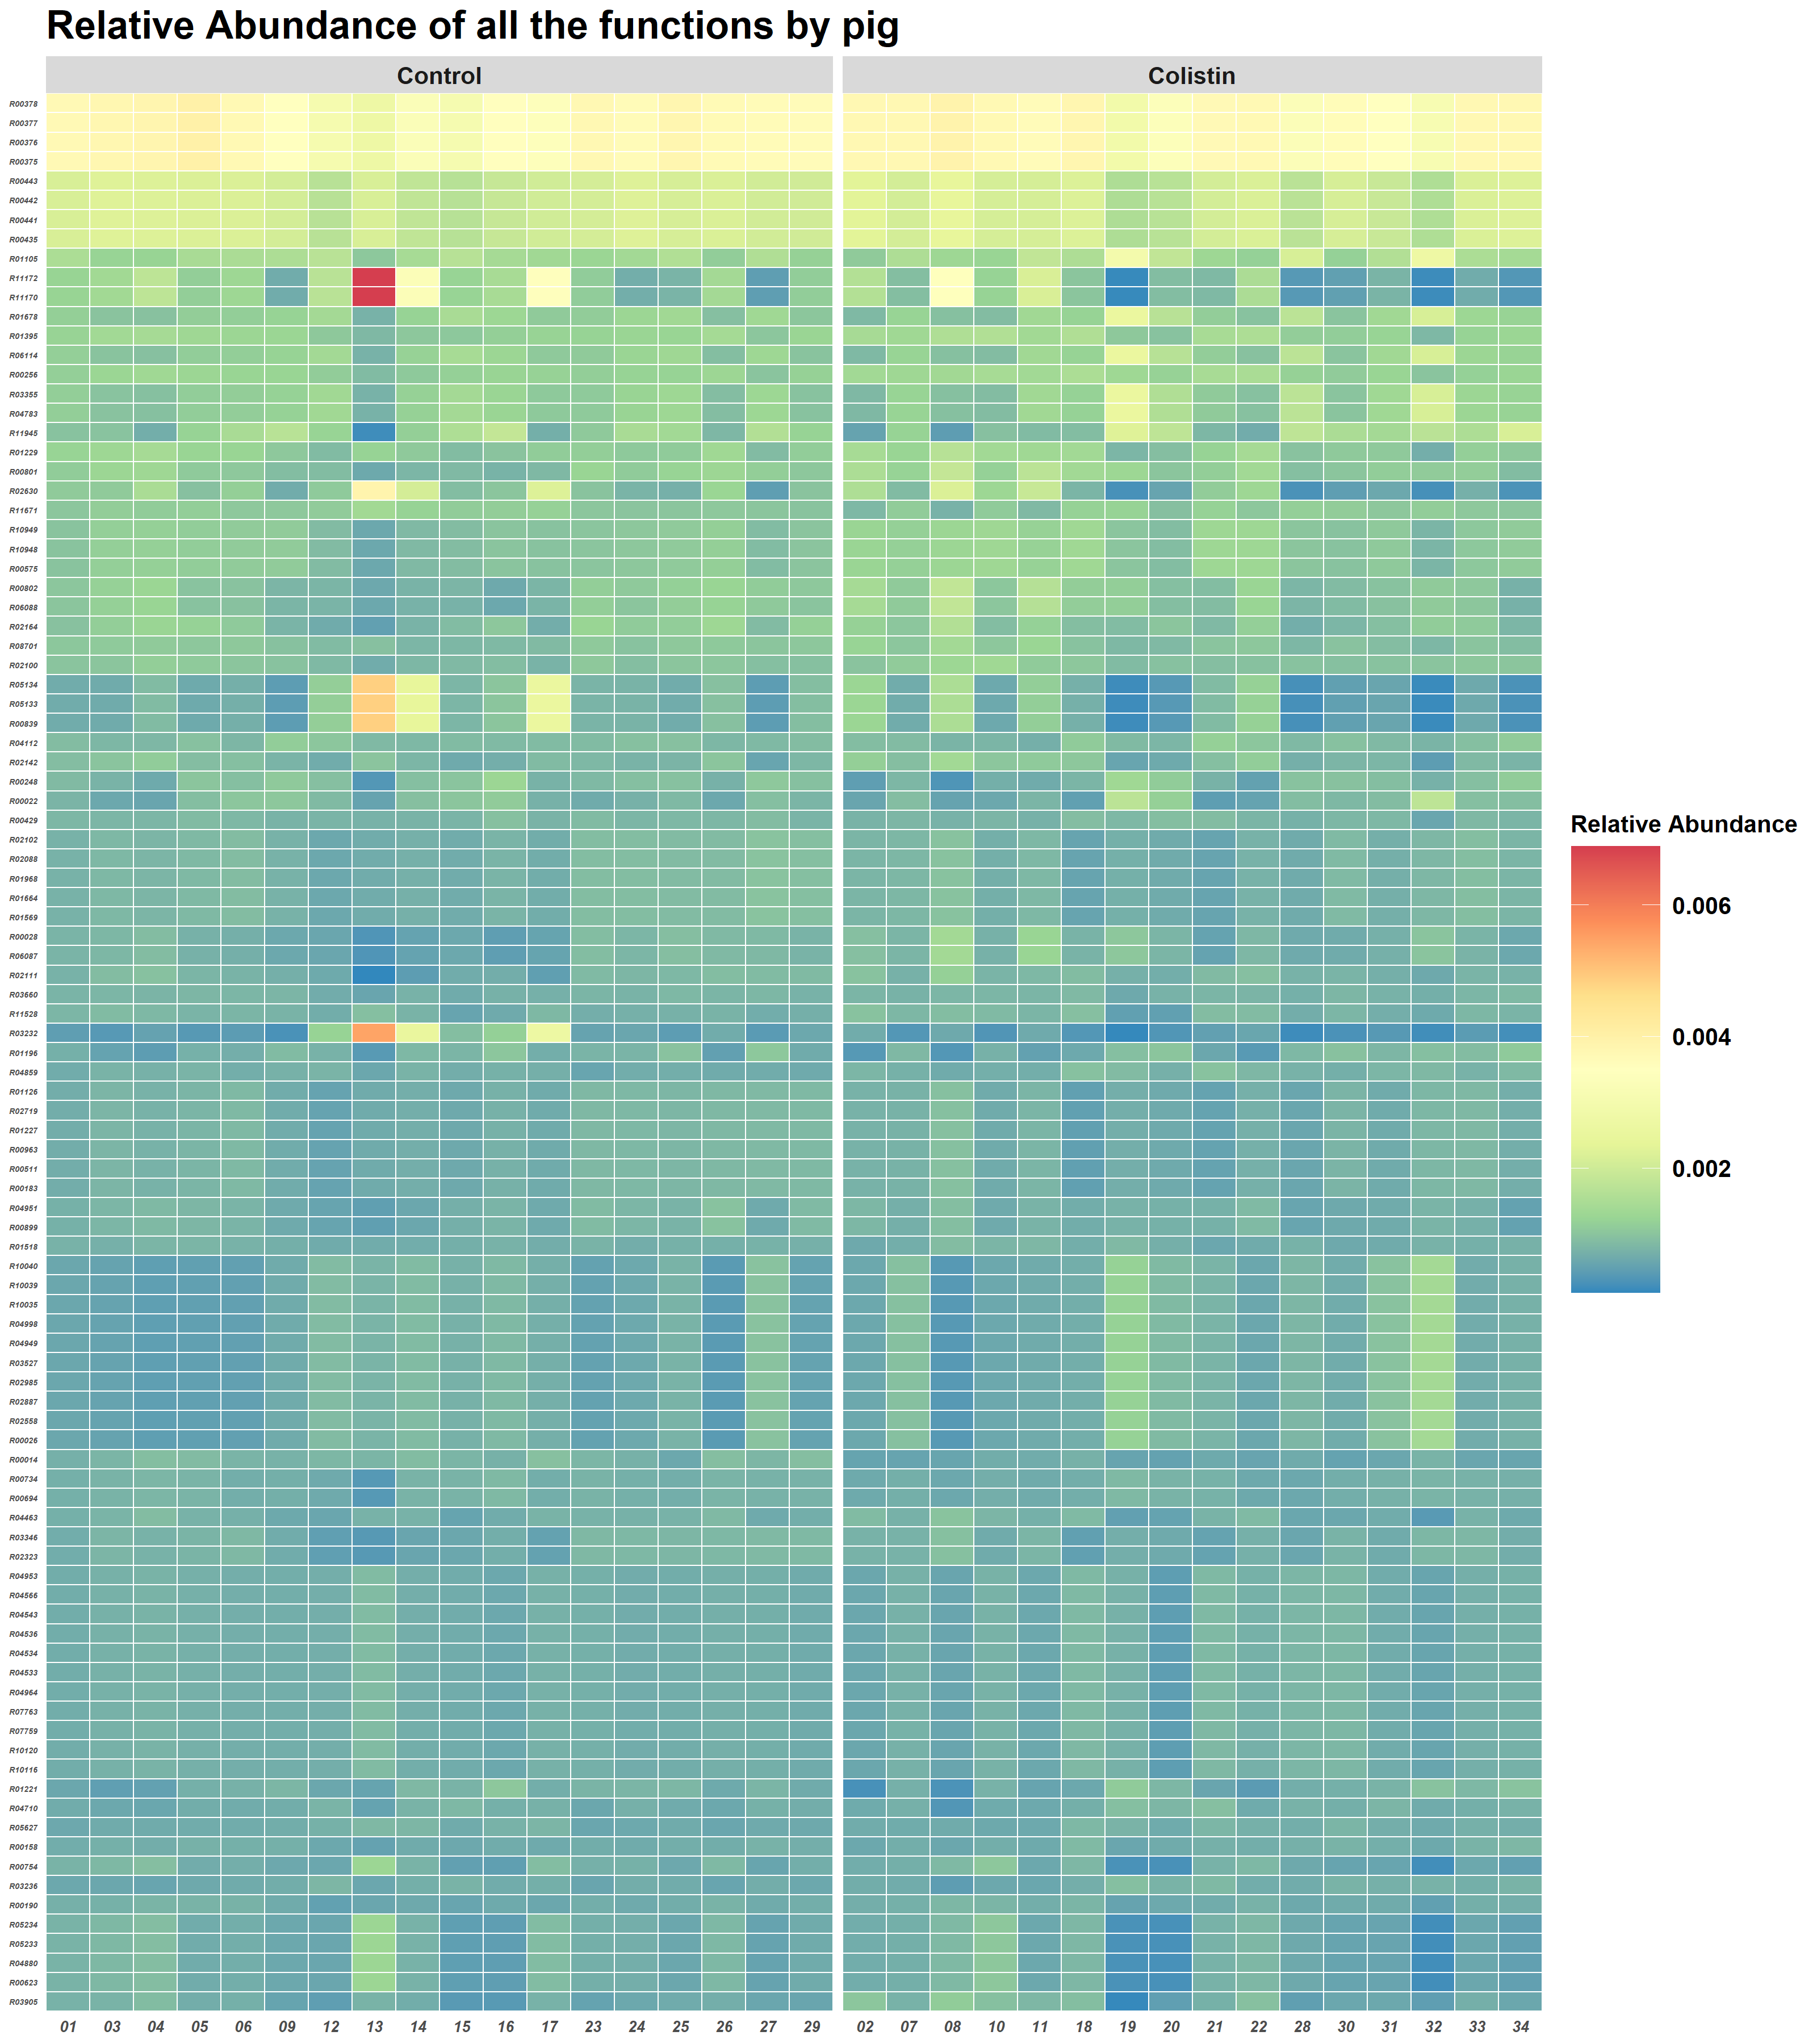 Relative Abundance of all the functions by pig
Control Colistin
R00378
R00377
R00376
R00375
R00443
R00442
R00441
R00435
R01105
R11172
R11170
R01678
R01395
R06114
R00256
R03355
R04783
R11945
R01229
R00801
R02630
R11671
R10949
R10948
R00575
R00802
R06088
R02164
R08701
R02100
R05134
R05133
R00839
R04112
R02142
R00248
R00022
R00429
R02102
R02088
R01968
R01664
R01569
R00028
R06087
R02111
R03660
R11528
R03232
R01196
R04859
R01126
R02719
R01227
R00963
R00511
R00183
R04951
R00899
R01518
R10040
R10039
R10035
R04998
R04949
R03527
R02985
R02887
R02558
R00026
R00014
R00734
R00694
R04463
R03346
R02323
R04953
R04566
R04543
R04536
R04534
R04533
R04964
R07763
R07759
R10120
R10116
R01221
R04710
R05627
R00158
R00754
R03236
R00190
R05234
R05233
R04880
R00623
R03905
01 03 04 05 06 09 12 13 14 15 16 17 23 24 25 26 27 29 02 07 08 10 11 18 19 20 21 22 28 30 31 32 33 34
Relative Abundance
0.006
0.004
0.002